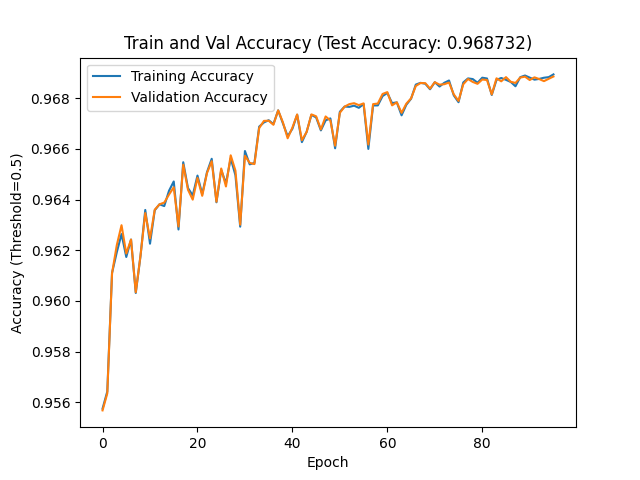 Train and Val Accuracy (Test Accuracy: 0.968732)
Training Accuracy
Validation Accuracy
0.968
0.966
0.964
0.962
0.960
0.958
0.956
Accuracy (Threshold=0.5)
0 20 40 60 80
Epoch